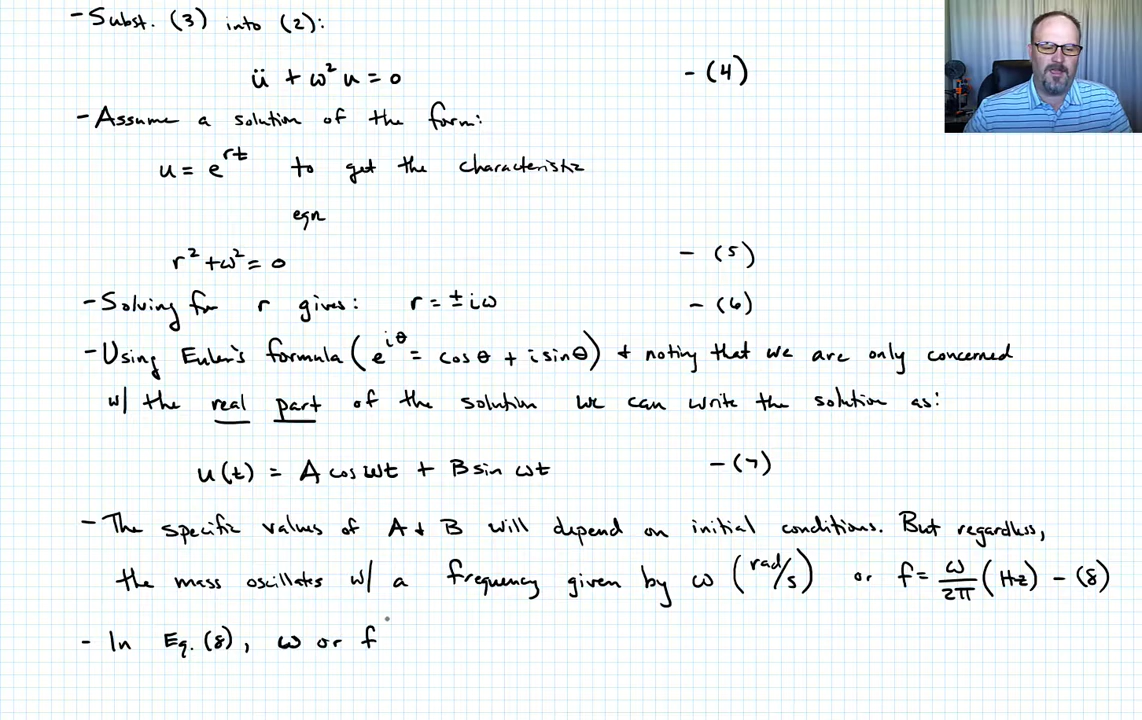 - Subst. (3) into (2):
ü + ω² u = 0 - (4)
- Assume a solution of the form:
u = e^rt to get the characteristic
eqn
r² + ω² = 0 - (5)
- Solving for r gives: r = ± iω - (6)
- Using Euler's formula (e^iθ = cos θ + i sin θ) & noting that we are only concerned
w/ the real part of the solution we can write the solution as:
u(t) = A cos ωt + B sin ωt - (7)
- The specific values of A & B will depend on initial conditions. But regardless,
the mass oscillates w/ a frequency given by ω (rad/s) or f = ω/2π (Hz) - (8)
- In Eq. (8), ω or f